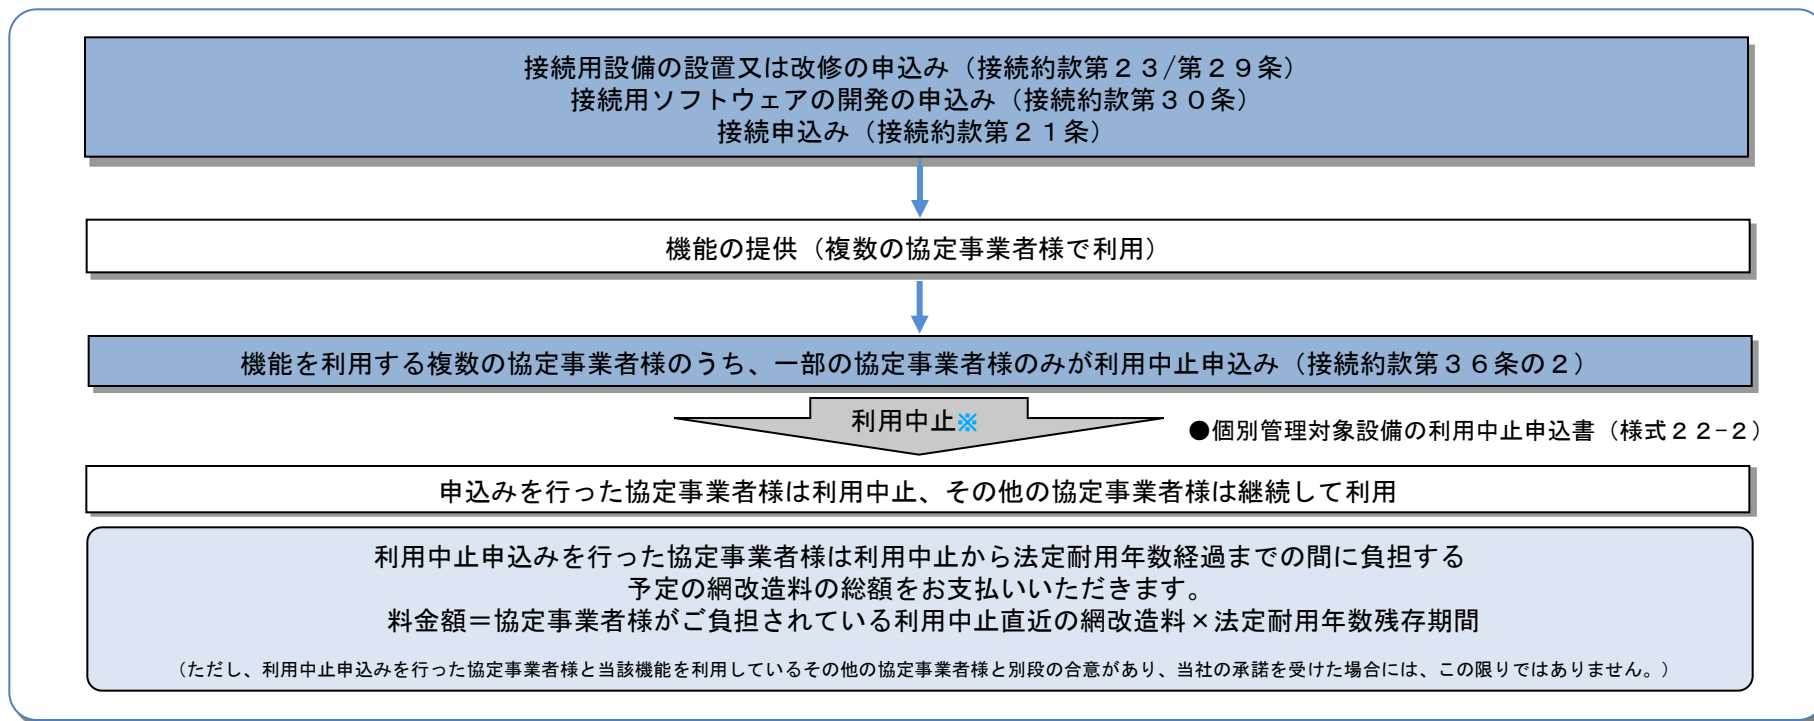 接続用設備の設置又は改修の申込み（接続約款第２３/第２９条）
接続用ソフトウェアの開発の申込み（接続約款第３０条）
接続申込み（接続約款第２１条）
機能の提供（複数の協定事業者様で利用）
機能を利用する複数の協定事業者様のうち、一部の協定事業者様のみが利用中止申込み（接続約款第３６条の２）
利用中止※
●個別管理対象設備の利用中止申込書（様式２２−２）
申込みを行った協定事業者様は利用中止、その他の協定事業者様は継続して利用
利用中止申込みを行った協定事業者様は利用中止から法定耐用年数経過までの間に負担する
予定の網改造料の総額をお支払いいただきます。
料金額＝協定事業者様がご負担されている利用中止直近の網改造料×法定耐用年数残存期間
（ただし、利用中止申込みを行った協定事業者様と当該機能を利用しているその他の協定事業者様と別段の合意があり、当社の承諾を受けた場合には、この限りではありません。）